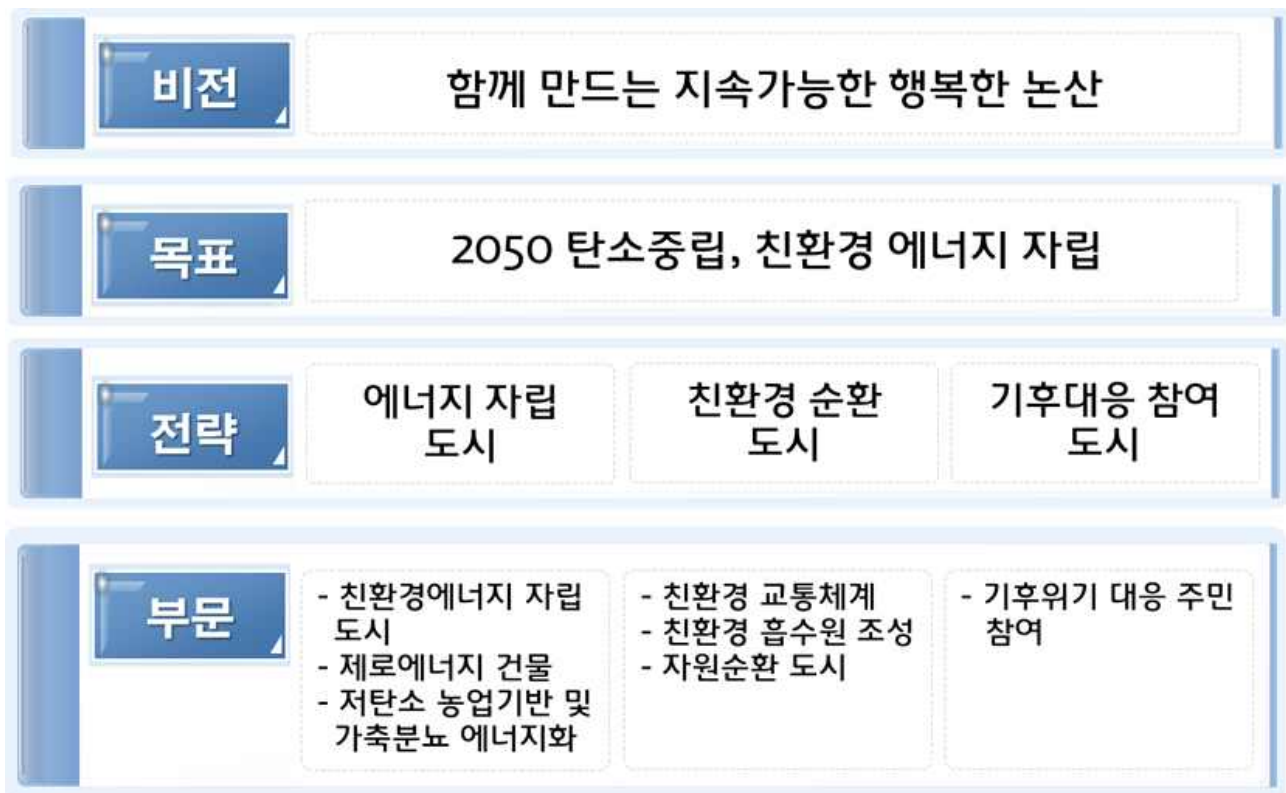 비전
함께 만드는 지속가능한 행복한 논산
목표
2050 탄소중립, 친환경 에너지 자립
전략
에너지 자립
도시
친환경 순환
도시
기후대응 참여
도시
부문
- 친환경에너지 자립
도시
- 제로에너지 건물
- 저탄소 농업기반 및
가축분뇨 에너지화
- 친환경 교통체계
- 친환경 흡수원 조성
- 자원순환 도시
- 기후위기 대응 주민
참여